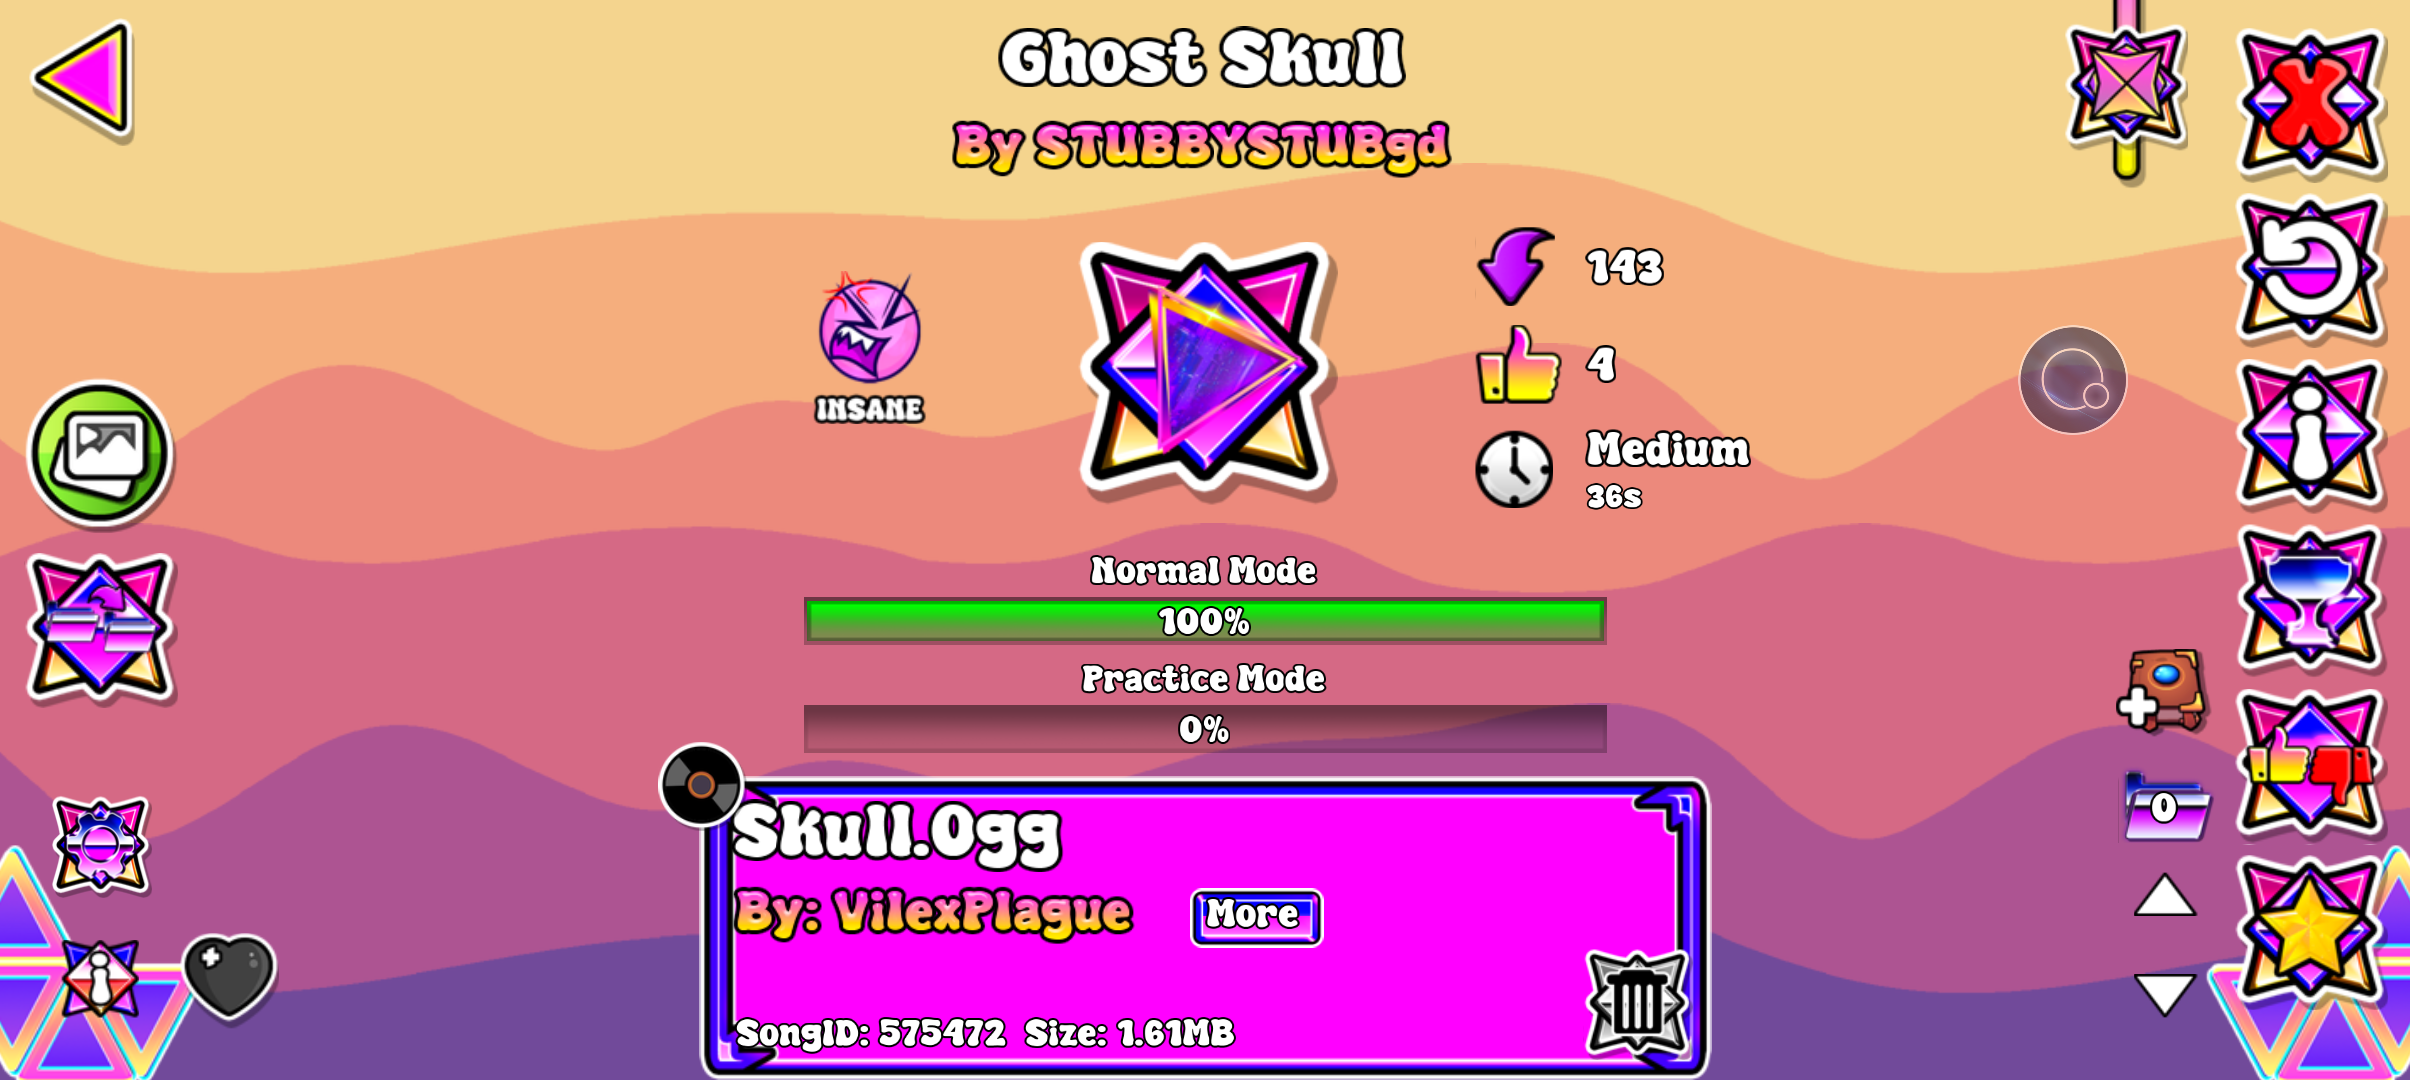 Ghost Skull
By STUBBYSTUBgd
143
INSANE
4
Medium
36s
Normal Mode
100%
Practice Mode
0%
Skull.Ogg
By: VilexPlague
More
SongID: 575472 Size: 1.61MB
0